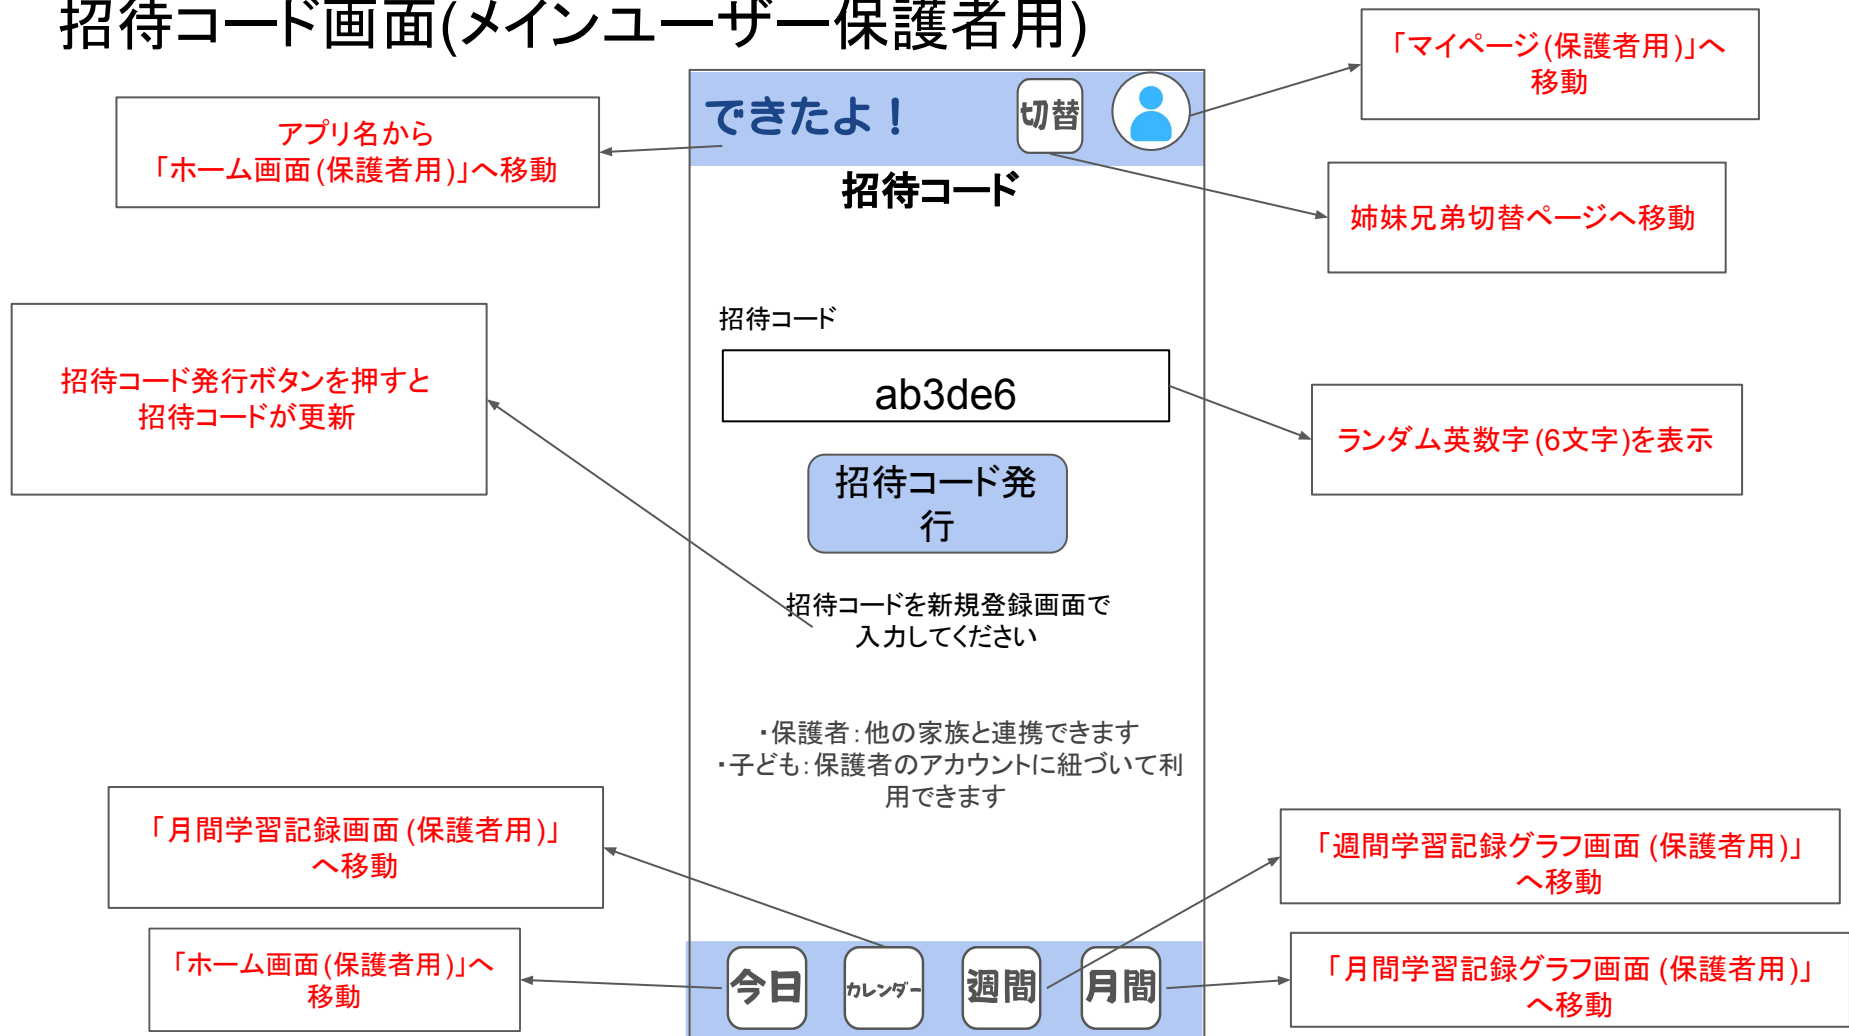 招待コード画面(メインユーザー保護者用)
「マイページ(保護者用)」へ
移動
アプリ名から
「ホーム画面(保護者用)」へ移動
できたよ！
切替
招待コード
姉妹兄弟切替ページへ移動
招待コード
ab3de6
招待コード発行ボタンを押すと
招待コードが更新
ランダム英数字(6文字)を表示
招待コード発
行
招待コードを新規登録画面で
入力してください
・保護者：他の家族と連携できます
・子ども：保護者のアカウントに紐づいて利
用できます
「月間学習記録画面(保護者用)」
へ移動
「週間学習記録グラフ画面(保護者用)」
へ移動
「ホーム画面(保護者用)」へ
移動
今日
カレンダー
週間
月間
「月間学習記録グラフ画面(保護者用)」
へ移動